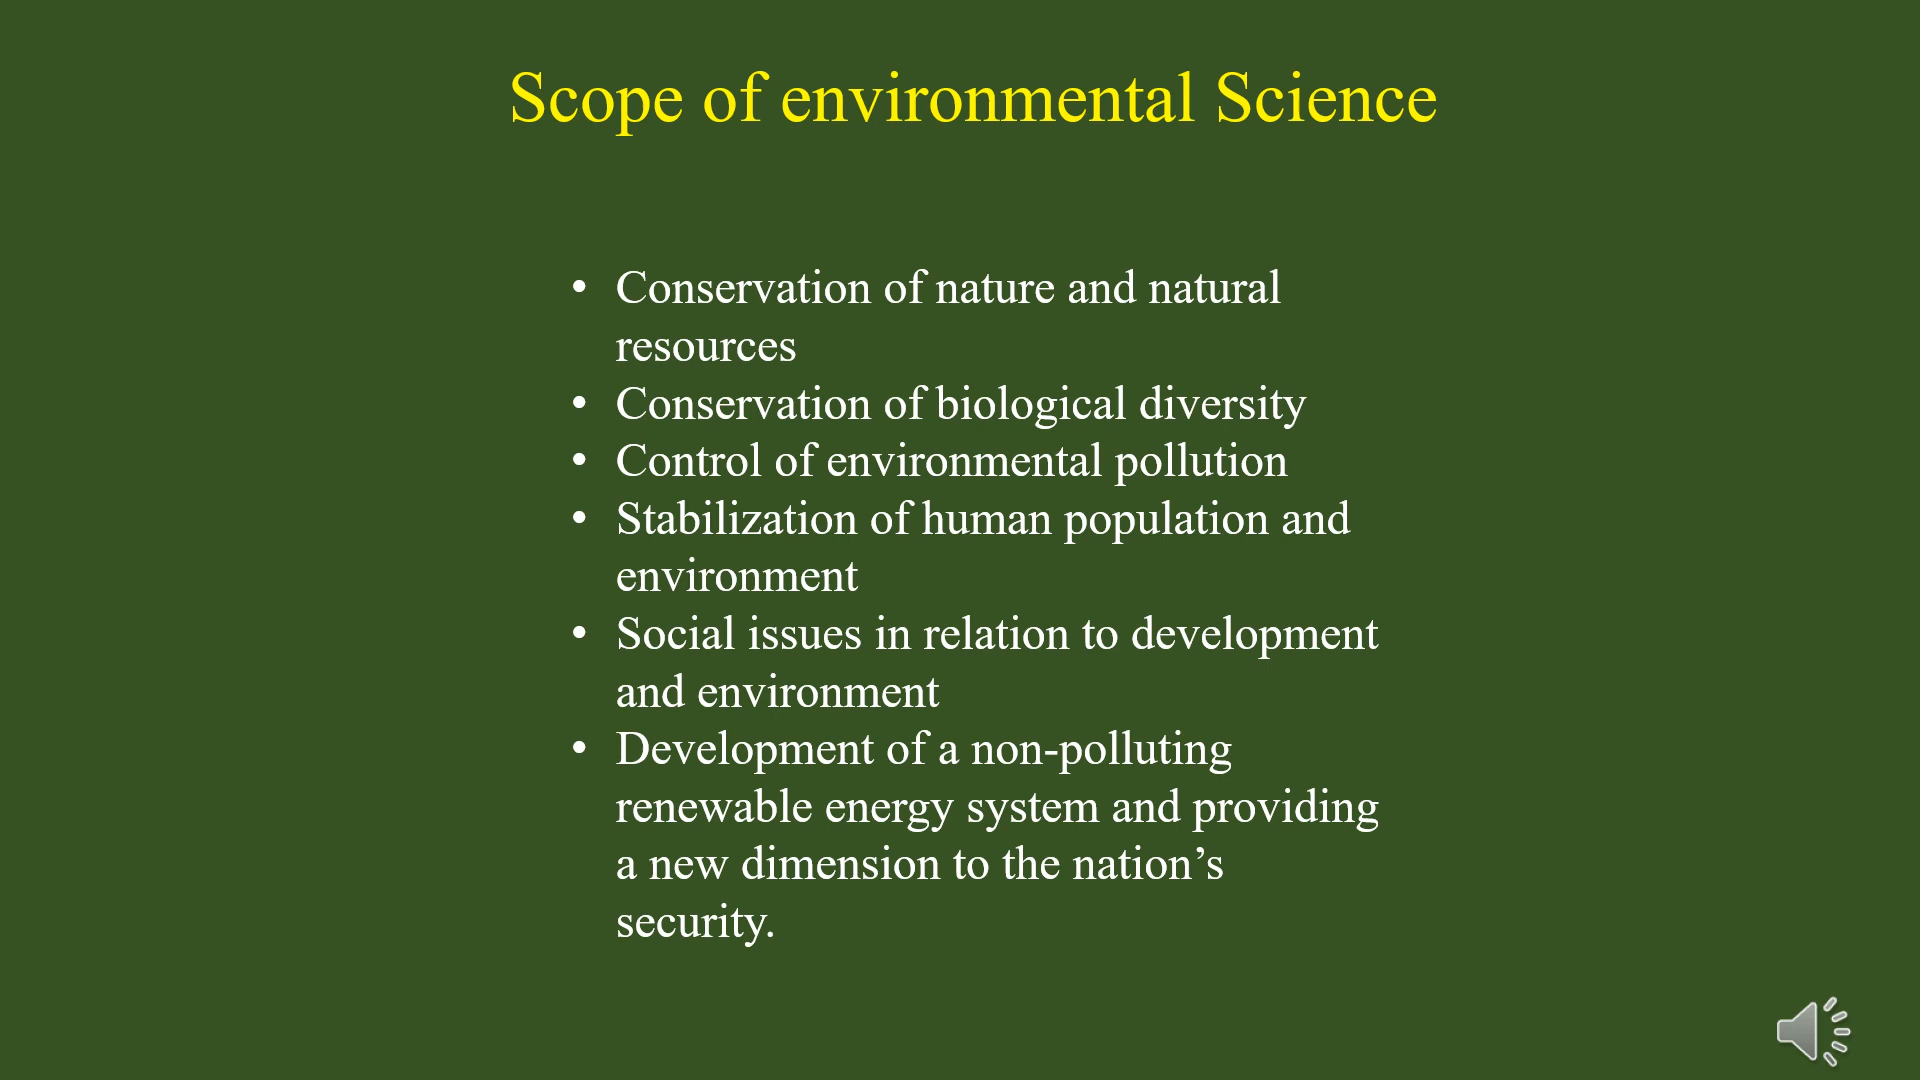 Scope of environmental Science
• Conservation of nature and natural
resources
• Conservation of biological diversity
• Control of environmental pollution
• Stabilization of human population and
environment
• Social issues in relation to development
and environment
• Development of a non-polluting
renewable energy system and providing
a new dimension to the nation’s
security.